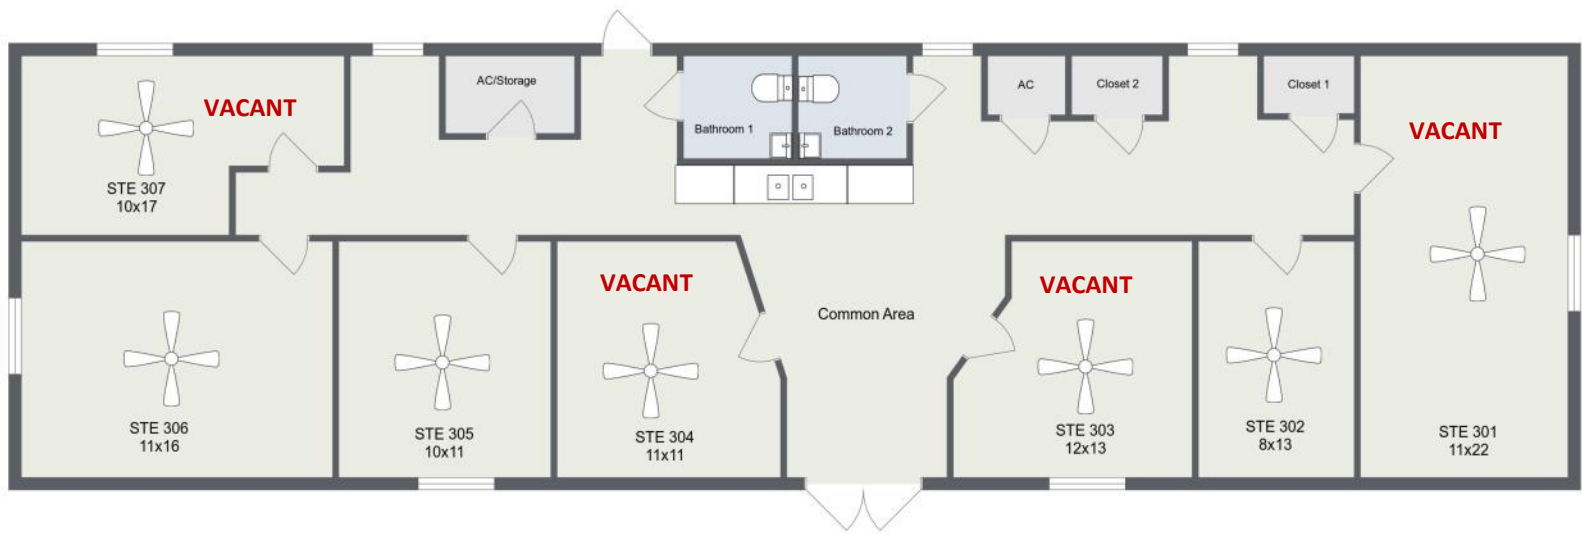 AC/Storage
AC
Closet 2
Closet 1
VACANT
VACANT
Bathroom 1
Bathroom 2
STE 307
10x17
VACANT
VACANT
Common Area
STE 306
11x16
STE 305
10x11
STE 304
11x11
STE 303
12x13
STE 302
8x13
STE 301
11x22